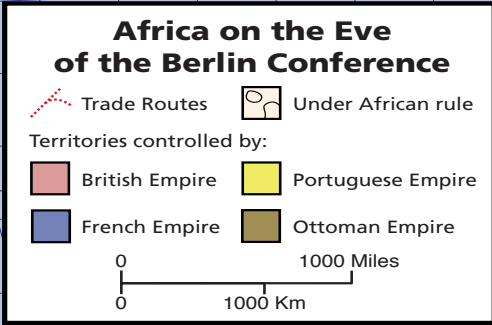 Africa on the Eve
of the Berlin Conference
Trade Routes Under African rule
Territories controlled by:
British Empire Portuguese Empire
French Empire Ottoman Empire
0 1000 Miles
0 1000 Km